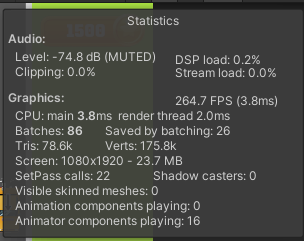 Statistics
Audio:
Level: -74.8 dB (MUTED) DSP load: 0.2%
Clipping: 0.0% Stream load: 0.0%
Graphics: 264.7 FPS (3.8ms)
CPU: main 3.8ms render thread 2.0ms
Batches: 86 Saved by batching: 26
Tris: 78.6k Verts: 175.8k
Screen: 1080x1920 - 23.7 MB
SetPass calls: 22 Shadow casters: 0
Visible skinned meshes: 0
Animation components playing: 0
Animator components playing: 16